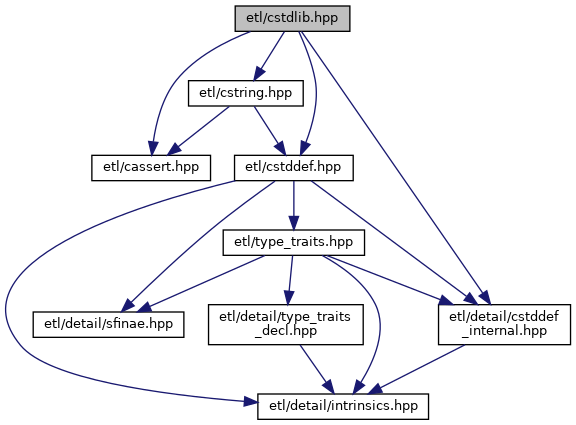 etl/cstdlib.hpp
etl/cstring.hpp
etl/cassert.hpp
etl/cstddef.hpp
etl/type_traits.hpp
etl/detail/sfinae.hpp
etl/detail/type_traits
_decl.hpp
etl/detail/cstddef
_internal.hpp
etl/detail/intrinsics.hpp